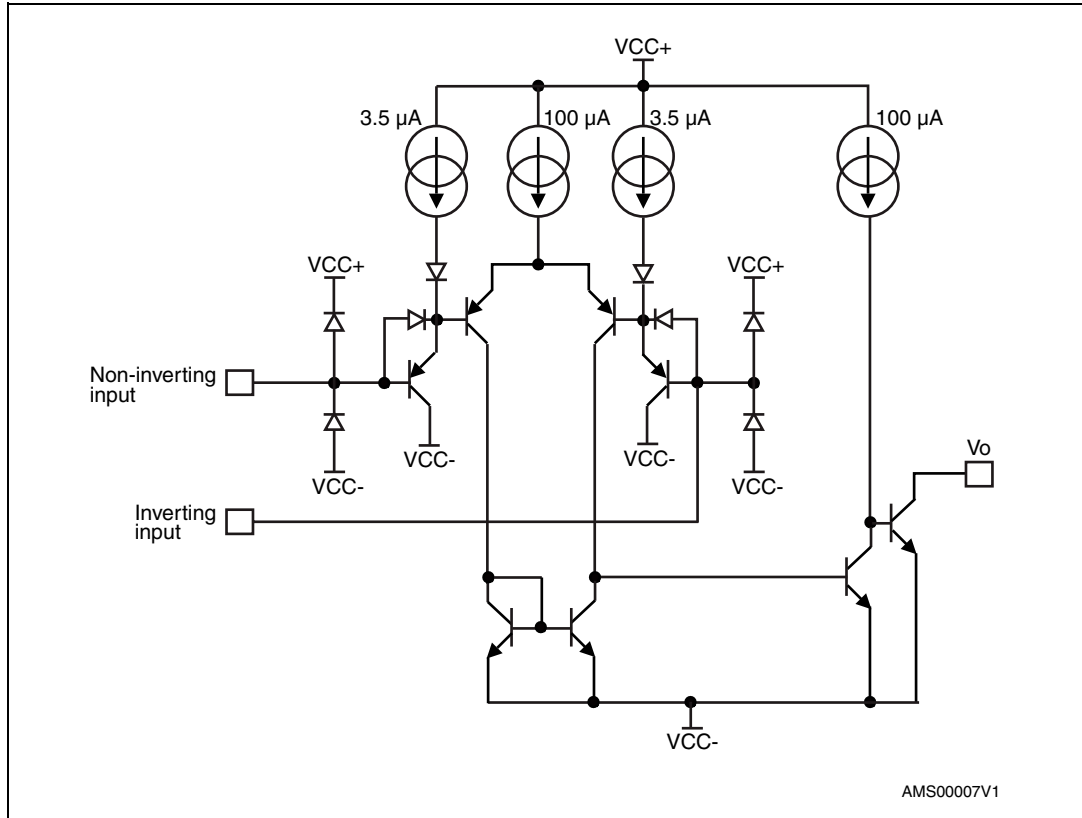 VCC+
3.5 µA
100 µA
3.5 µA
100 µA
VCC+
VCC+
Non-inverting
input
VCC-
VCC-
VCC-
VCC-
Vo
Inverting
input
VCC-
AMS00007V1